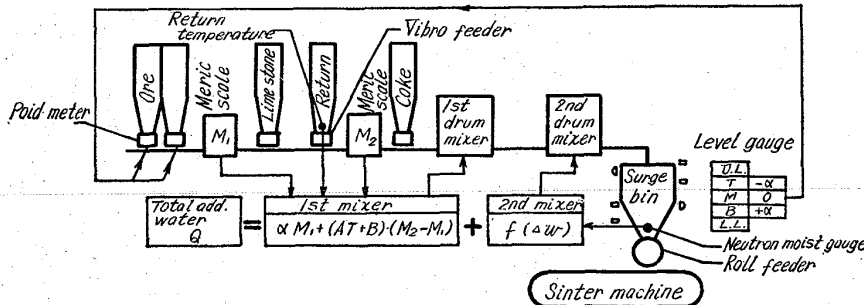 Return
temperature
Vibro feeder
Ore
Meric
scale
Lime stone
Return
Meric
scale
Coke
1st
drum
mixer
2nd
drum
mixer
Poid meter
M₁
M₂
Level gauge
U.L.
T -α
M 0
B +α
L.L.
Surge
bin
Total add.
water
Q
=
1st mixer
α M₁+(AT+B)·(M₂-M₁)
+
2nd mixer
f (Δw)
Neutron moist gauge
Roll feeder
Sinter machine